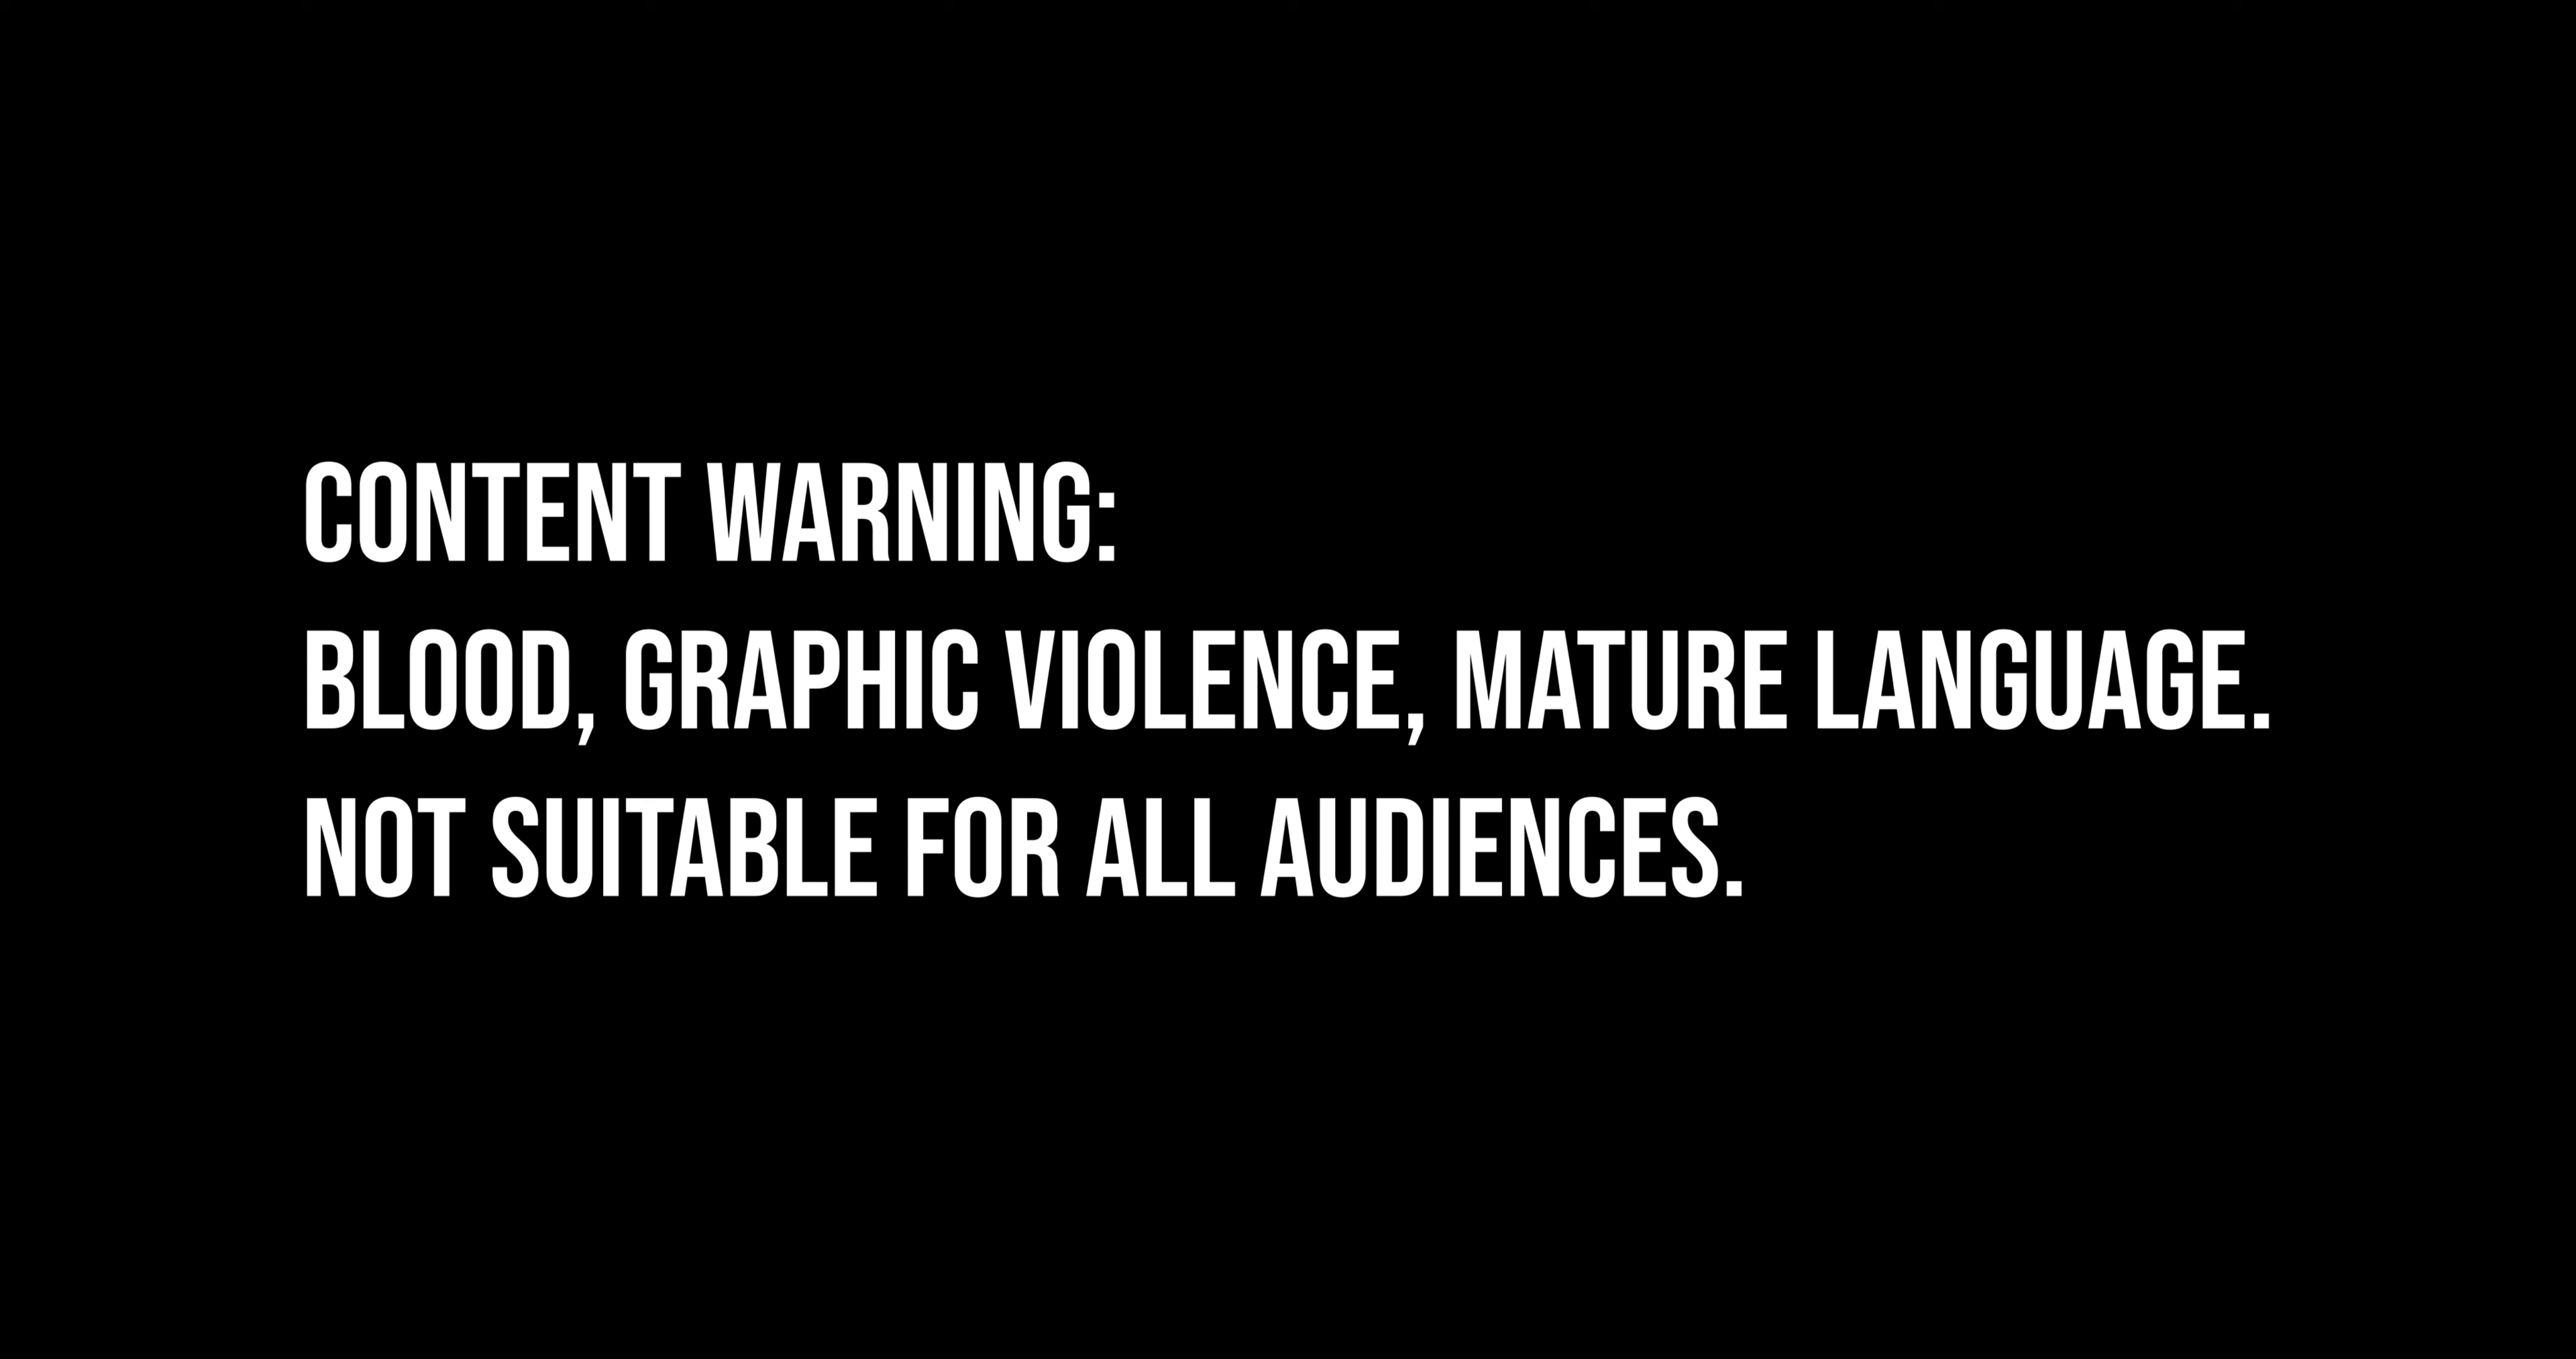 CONTENT WARNING:
BLOOD, GRAPHIC VIOLENCE, MATURE LANGUAGE.
NOT SUITABLE FOR ALL AUDIENCES.